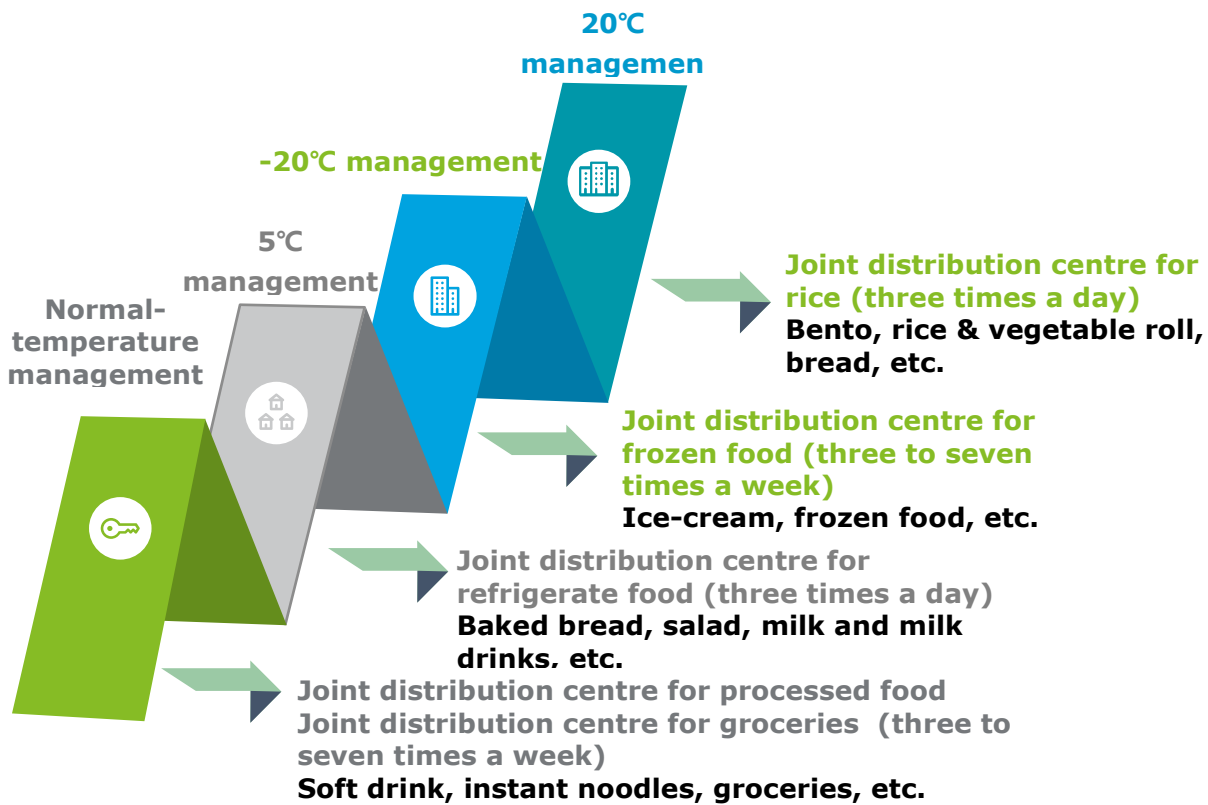 20℃
managemen
-20℃ management
5℃
management
Normal-
temperature
management
Joint distribution centre for
rice (three times a day)
Bento, rice & vegetable roll,
bread, etc.
Joint distribution centre for
frozen food (three to seven
times a week)
Ice-cream, frozen food, etc.
Joint distribution centre for
refrigerate food (three times a day)
Baked bread, salad, milk and milk
drinks, etc.
Joint distribution centre for processed food
Joint distribution centre for groceries (three to
seven times a week)
Soft drink, instant noodles, groceries, etc.